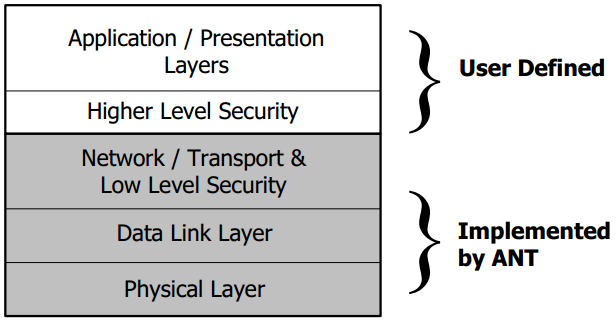 Application / Presentation
Layers
User Defined
Higher Level Security
Network / Transport &
Low Level Security
Data Link Layer
Implemented
by ANT
Physical Layer